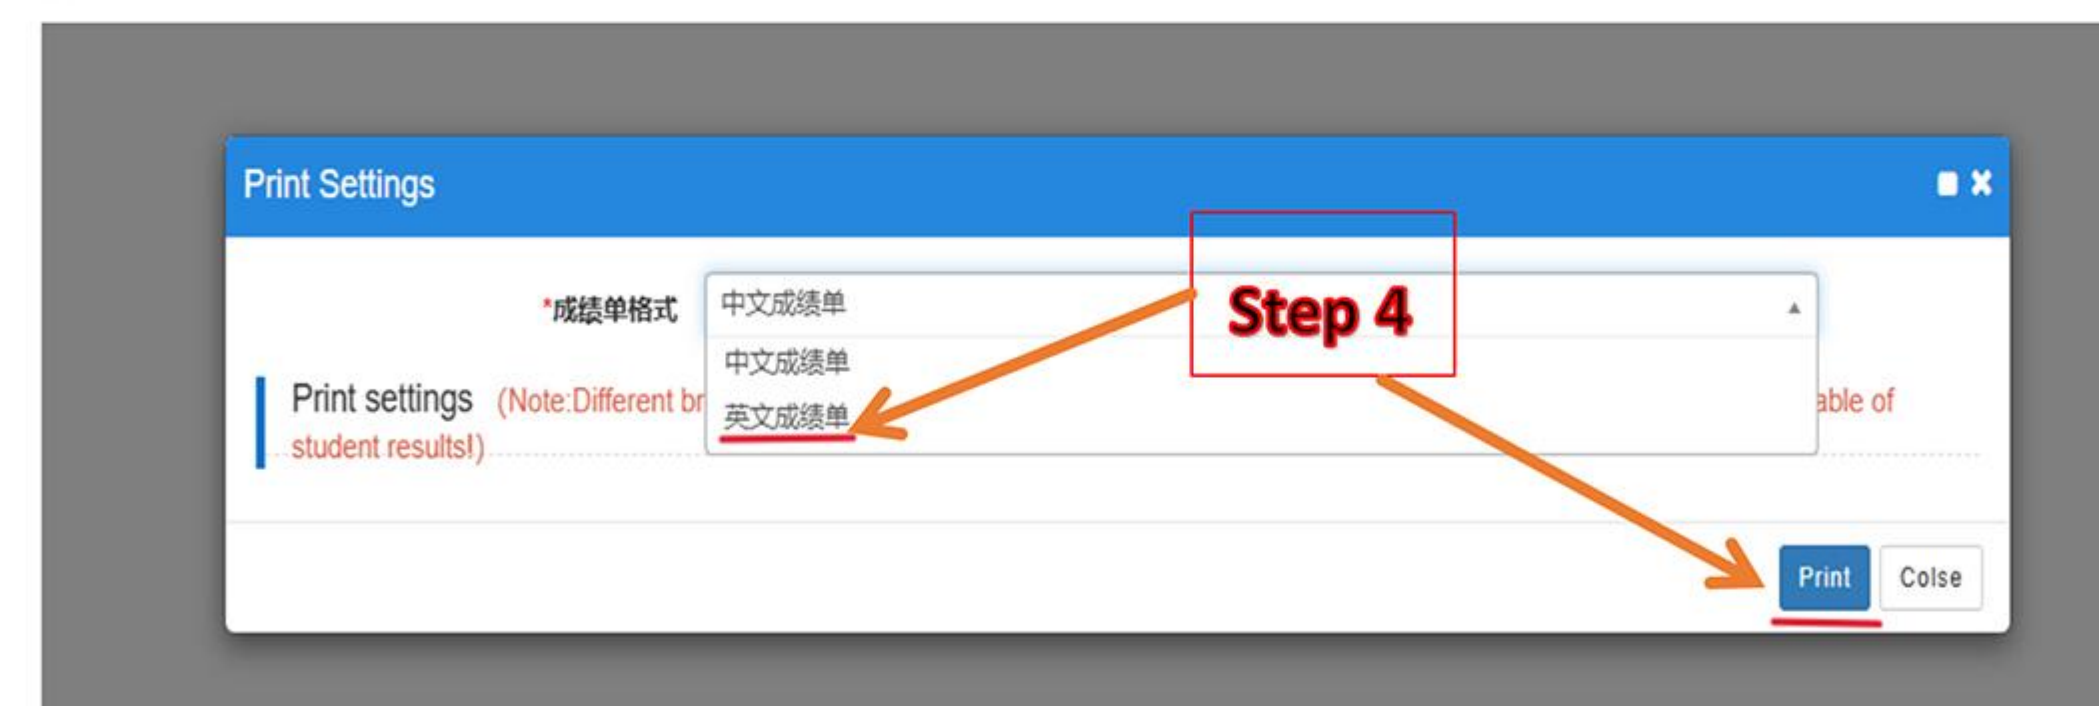 Print Settings
Step 4
*成绩单格式
中文成绩单
中文成绩单
英文成绩单
Print settings (Note:Different br
able of
student results!)
Print
Colse